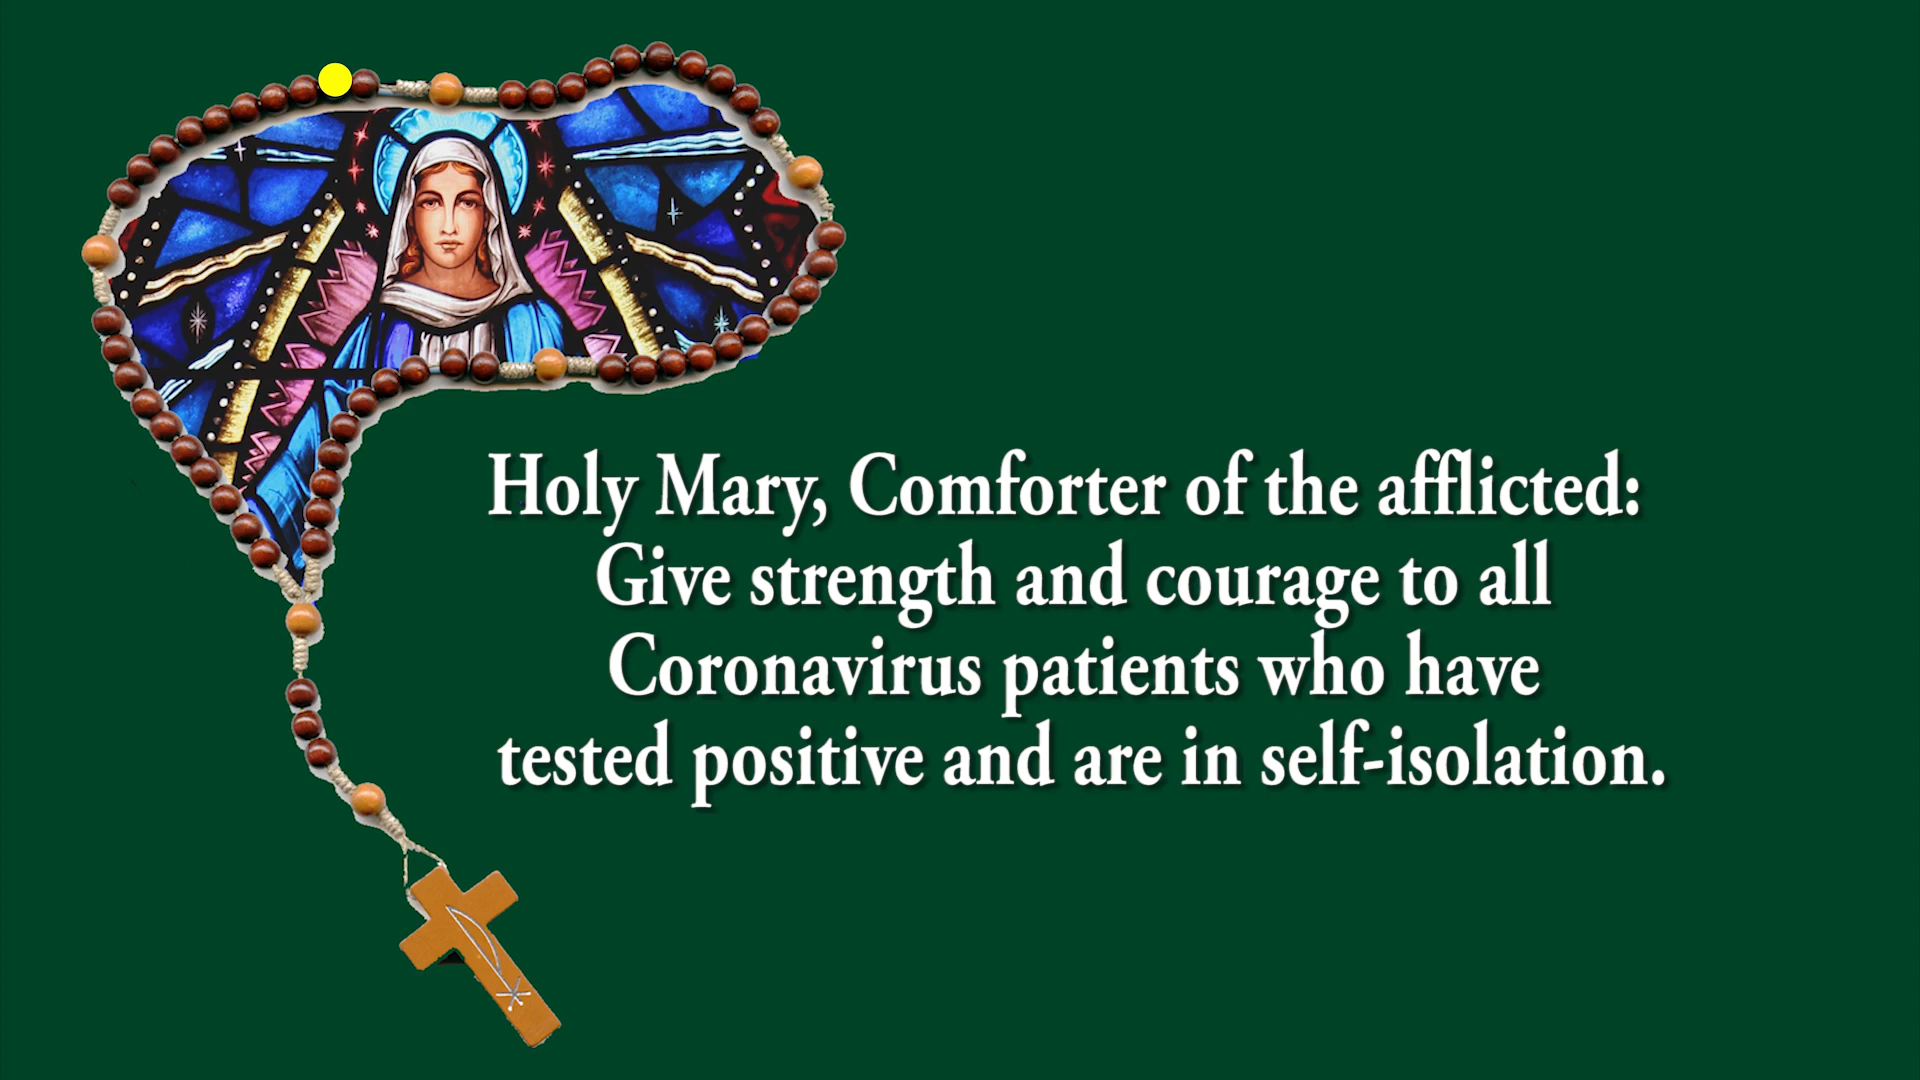 Holy Mary, Comforter of the afflicted:
Give strength and courage to all
Coronavirus patients who have
tested positive and are in self-isolation.